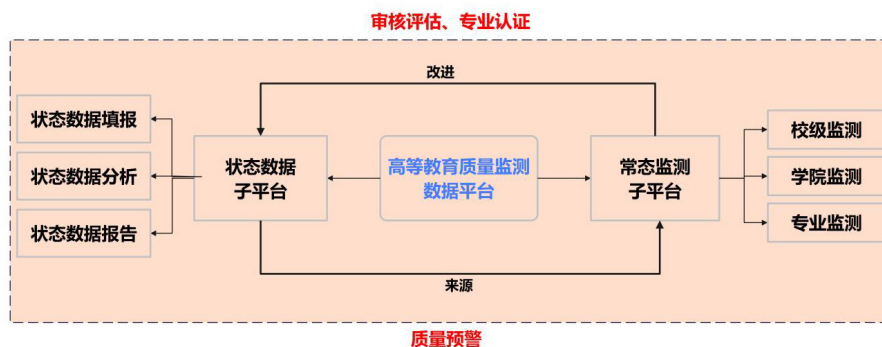 审核评估、专业认证
改进
状态数据填报
状态数据分析
状态数据报告
状态数据
子平台
高等教育质量监测
数据平台
常态监测
子平台
校级监测
学院监测
专业监测
来源
质量预警